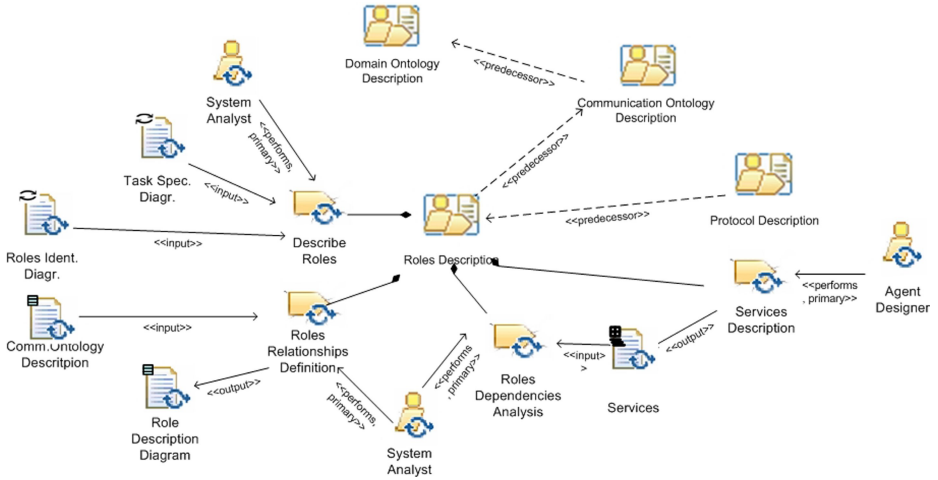 Domain Ontology
Description
<<predecessor>>
Communication Ontology
Description
System
Analyst
<<performs,
primary>>
<<predecessor>>
Task Spec.
Diagr.
<<input>>
Protocol Description
<<predecessor>>
Roles Ident.
Diagr.
<<input>>
Describe
Roles
Roles Description
Agent
Designer
<<performs
, primary>>
Services
Description
Comm.Ontology
Descritpion
<<input>>
Roles
Relationships
Definition
<<output>>
<<input>
>
Services
<<performs
, primary>>
Roles
Dependencies
Analysis
<<output>>
Role
Description
Diagram
<<performs,
primary>>
System
Analyst